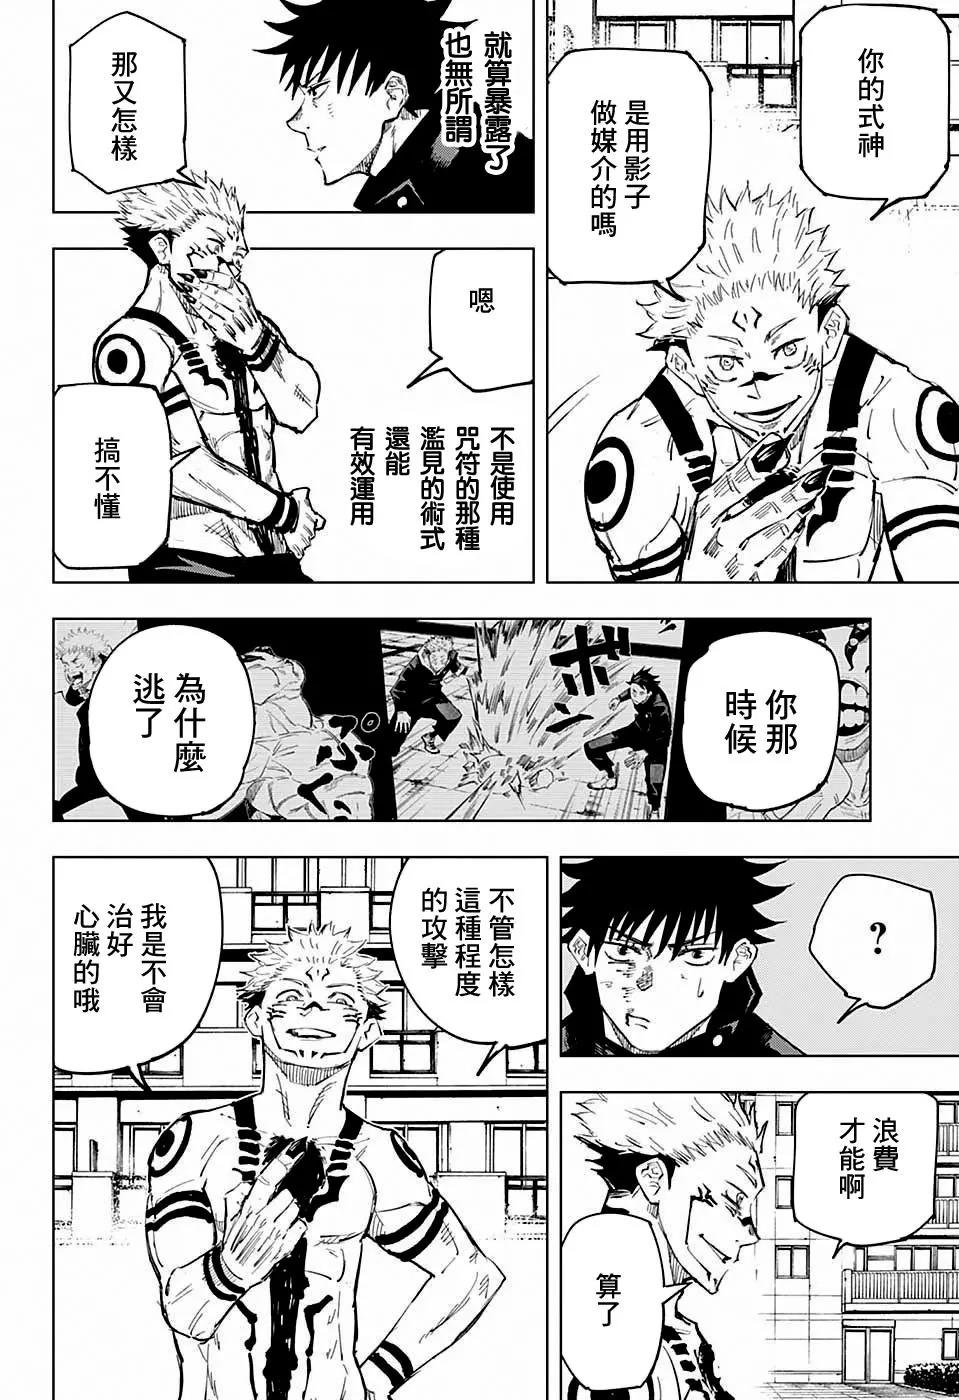 你的式神
是用影子
做媒介的嗎
就算暴露了
也無所謂
那又怎樣
嗯
不是使用
咒符的那種
濫見的術式
還能
有效運用
搞不懂
你那
時候
ボ
為什麼
逃了
?
浪費
才能啊
算了
不管怎樣
這種程度
的攻擊
我是不會
治好
心臟的哦